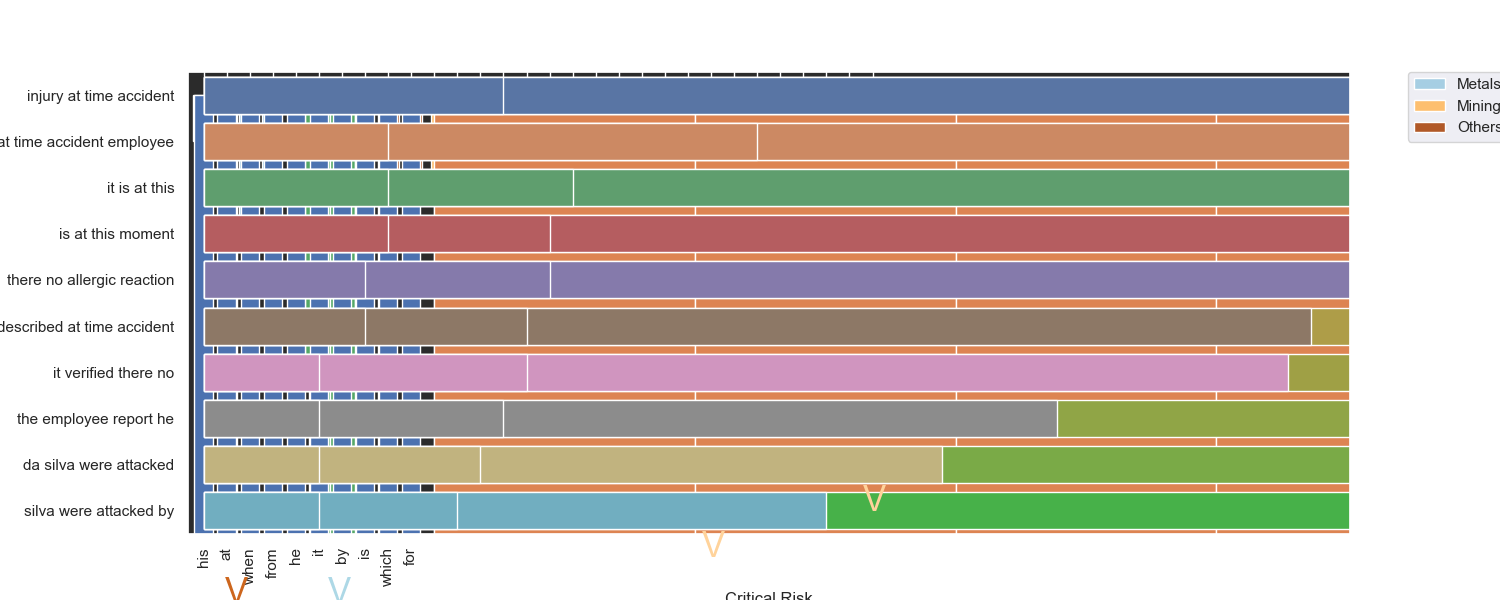 injury at time accident
at time accident employee
it is at this
is at this moment
there no allergic reaction
described at time accident
it verified there no
the employee report he
da silva were attacked
silva were attacked by
his
at
when
from
he
it
by
is
which
for
V
V
V
V
Critical Risk
Metals
Mining
Others